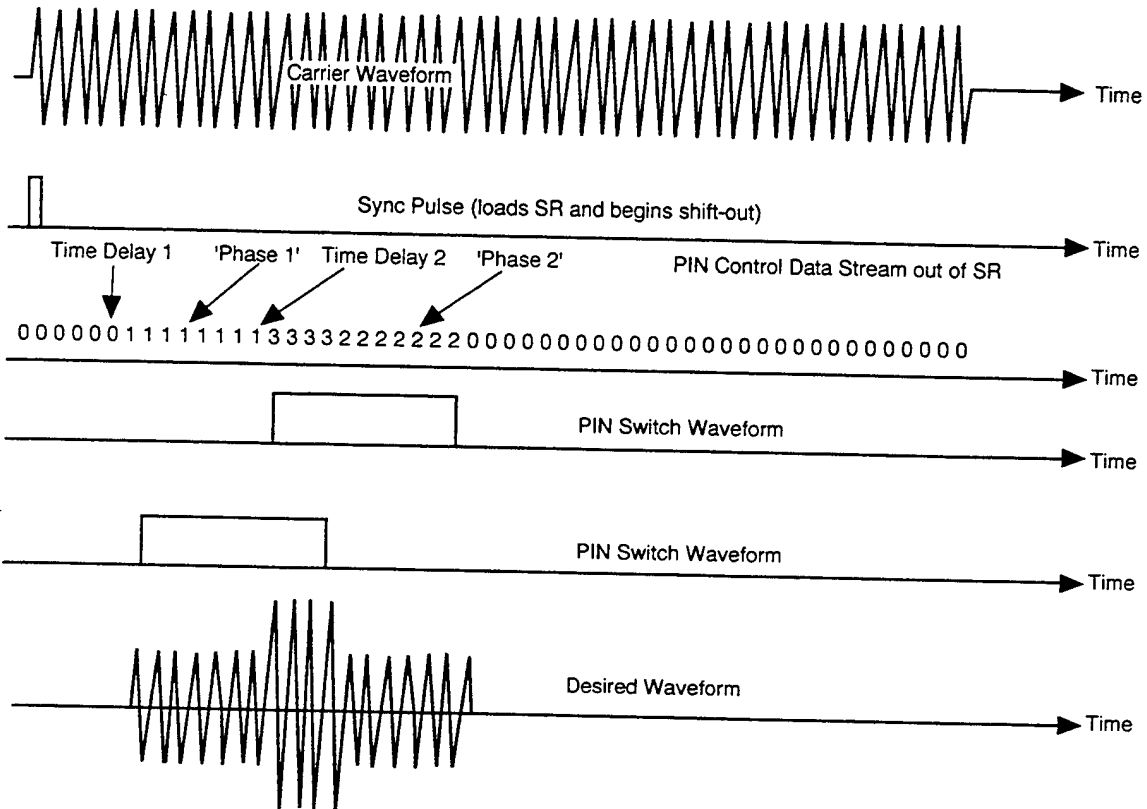 Carrier Waveform
Time
Sync Pulse (loads SR and begins shift-out)
Time
Time Delay 1 'Phase 1' Time Delay 2 'Phase 2' PIN Control Data Stream out of SR
0 0 0 0 0 0 1 1 1 1 1 1 1 1 3 3 3 3 2 2 2 2 2 2 2 0 0 0 0 0 0 0 0 0 0 0 0 0 0 0 0 0 0 0 0 0 0 0 0 0 0 0 0
Time
PIN Switch Waveform
Time
PIN Switch Waveform
Time
Desired Waveform
Time